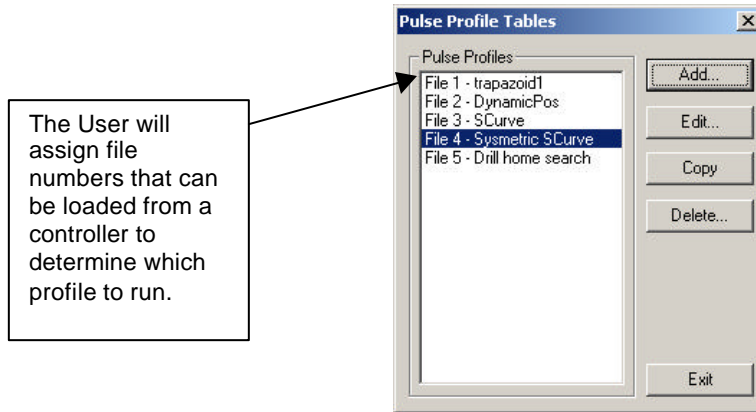 The User will
assign file
numbers that can
be loaded from a
controller to
determine which
profile to run.
Pulse Profile Tables
Pulse Profiles
File 1 - trapazoid1
File 2 - DynamicPos
File 3 - SCurve
File 4 - Sysmetric SCurve
File 5 - Drill home search
Add...
Edit...
Copy
Delete...
Exit